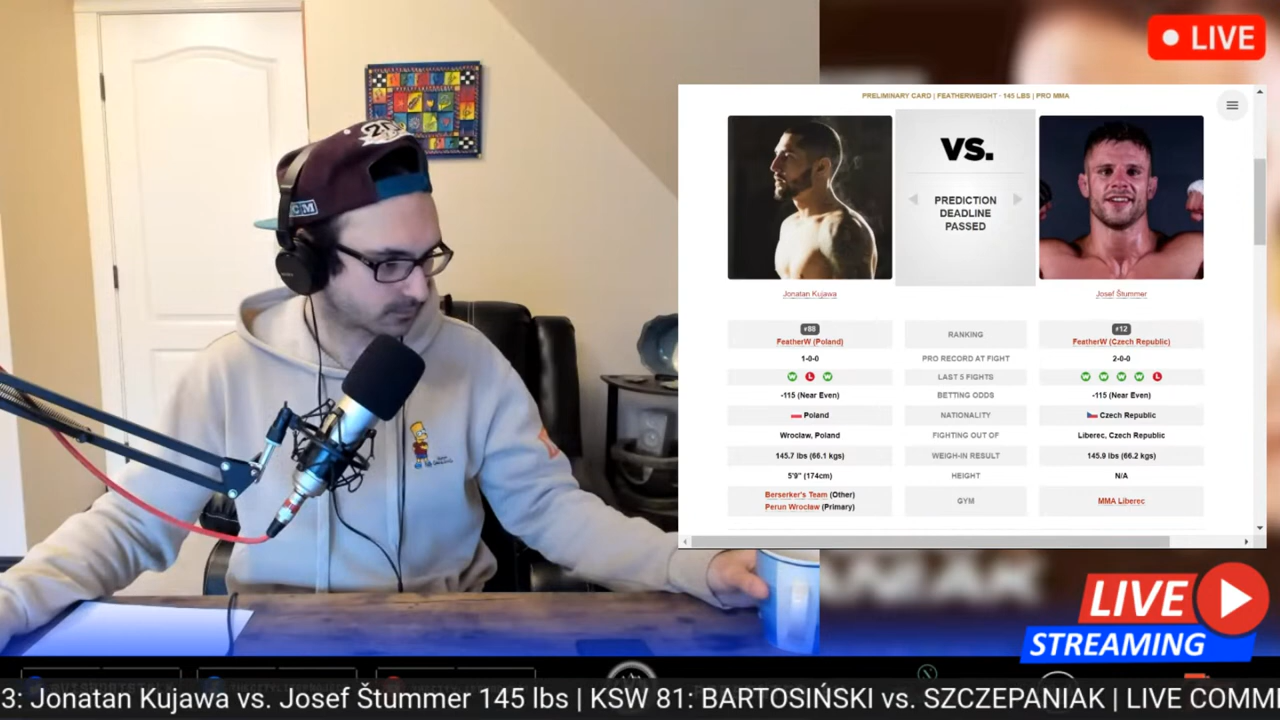 LIVE
PRELIMINARY CARD | FEATHERWEIGHT · 145 LBS | PRO MMA
VS.
PREDICTION
DEADLINE
PASSED
Jonatan Kujawa
Josef Štummer
#88
RANKING
#12
FeatherW (Poland)
FeatherW (Czech Republic)
1-0-0
PRO RECORD AT FIGHT
2-0-0
W L W
LAST 5 FIGHTS
W W W W L
-115 (Near Even)
BETTING ODDS
-115 (Near Even)
Poland
NATIONALITY
Czech Republic
Wroclaw, Poland
FIGHTING OUT OF
Liberec, Czech Republic
145.7 lbs (66.1 kgs)
WEIGH-IN RESULT
145.9 lbs (66.2 kgs)
5'9" (174cm)
HEIGHT
N/A
Berserker's Team (Other)
Perun Wrocław (Primary)
GYM
MMA Liberec
LIVE
STREAMING
3: Jonatan Kujawa vs. Josef Štummer 145 lbs | KSW 81: BARTOSIŃSKI vs. SZCZEPANIAK | LIVE COMM